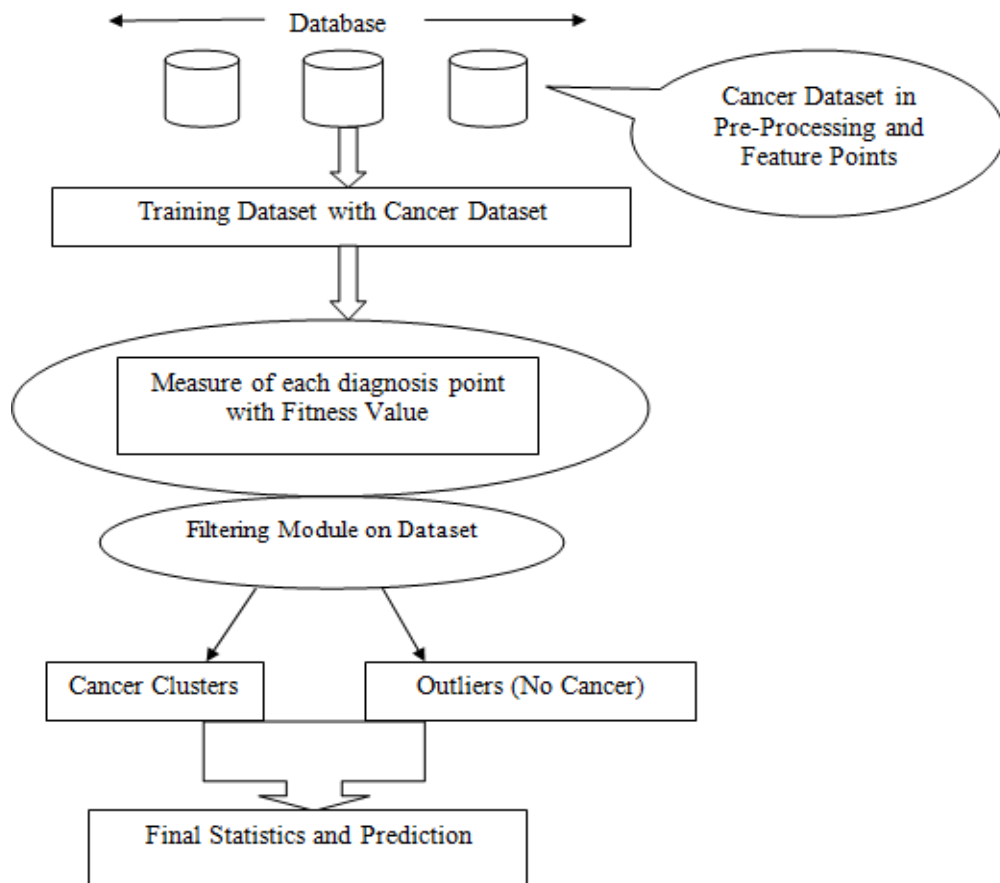 Database
Cancer Dataset in
Pre-Processing and
Feature Points
Training Dataset with Cancer Dataset
Measure of each diagnosis point
with Fitness Value
Filtering Module on Dataset
Cancer Clusters
Outliers (No Cancer)
Final Statistics and Prediction